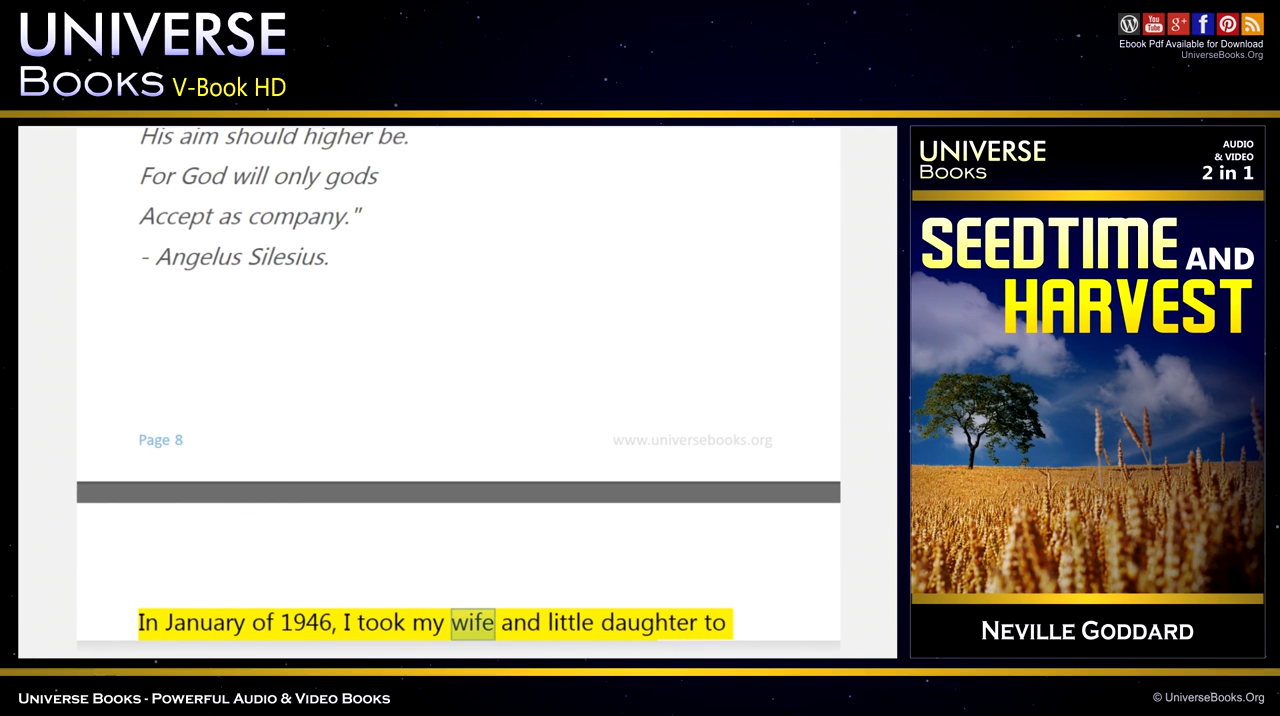 UNIVERSE
BOOKS V-Book HD
Ebook Pdf Available for Download
UniverseBooks.Org
His aim should higher be.
For God will only gods
Accept as company."
- Angelus Silesius.
Page 8
www.universebooks.org
In January of 1946, I took my wife and little daughter to
UNIVERSE
BOOKS
AUDIO
& VIDEO
2 in 1
SEEDTIME AND
HARVEST
NEVILLE GODDARD
UNIVERSE BOOKS - POWERFUL AUDIO & VIDEO BOOKS
© UniverseBooks.Org